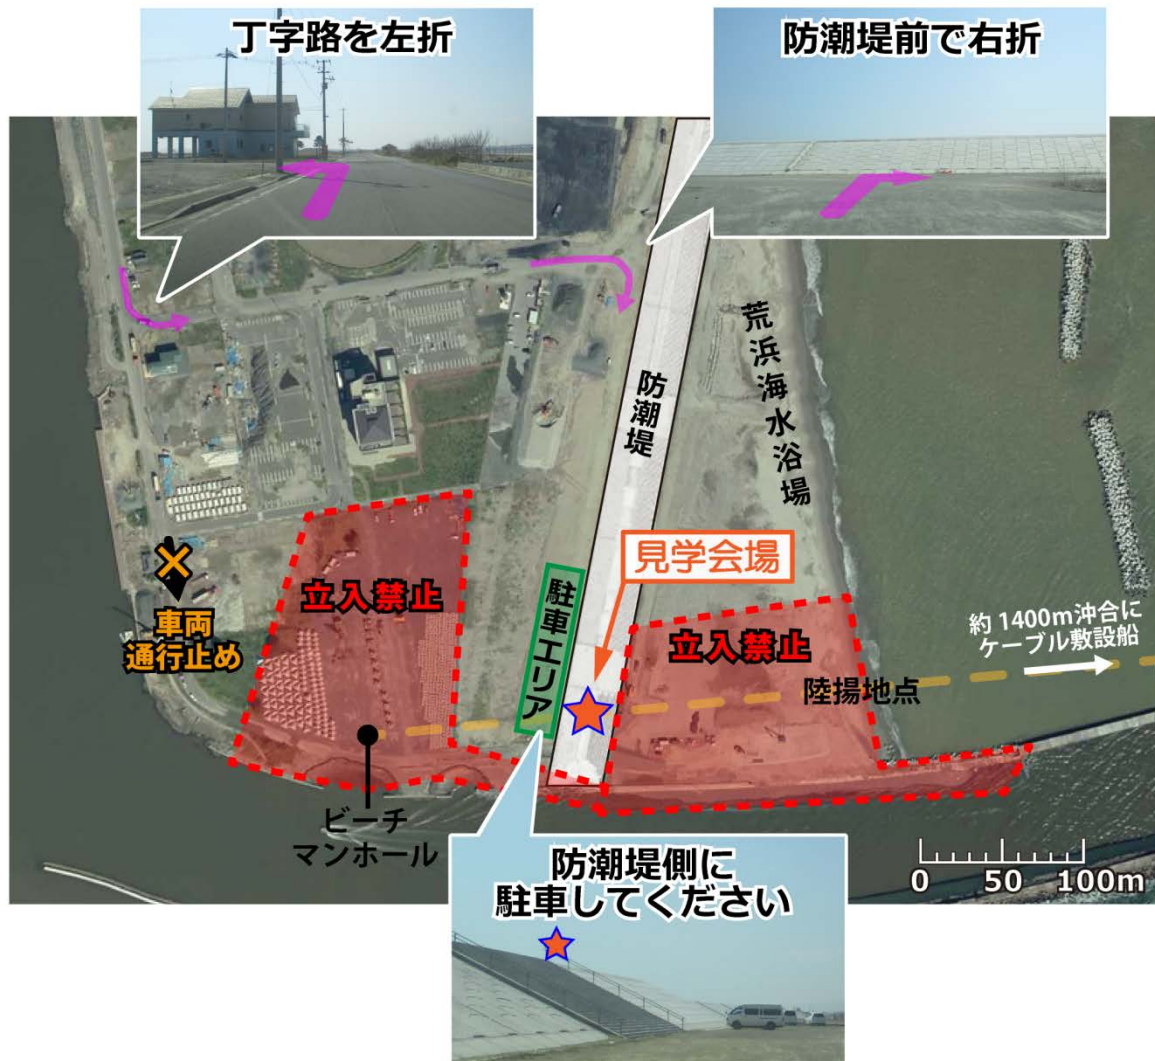 丁字路を左折
防潮堤前で右折
荒浜海水浴場
防潮堤
見学会場
立入禁止
車両
通行止め
駐車エリア
立入禁止
約1400m沖合に
ケーブル敷設船
陸揚地点
ビーチ
マンホール
防潮堤側に
駐車してください
0 50 100m